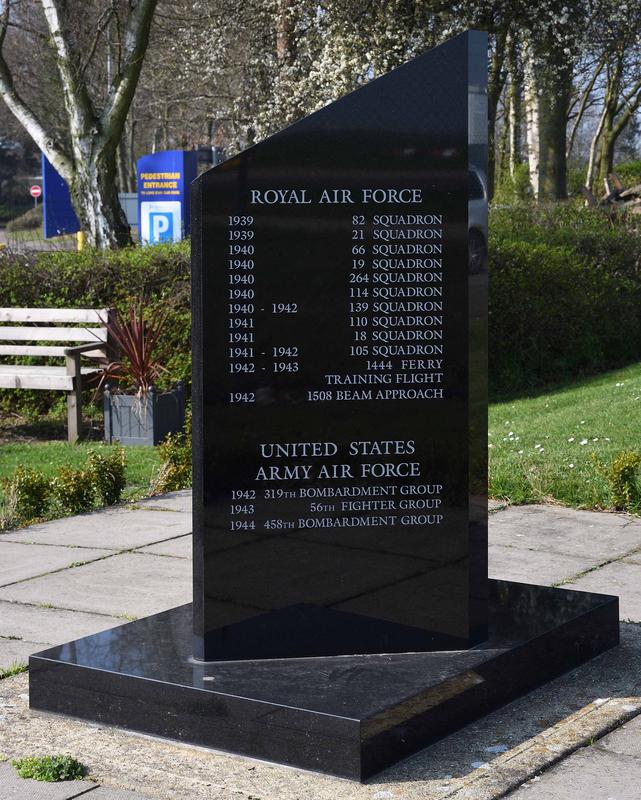 PEDESTRIAN
ENTRANCE
P
ROYAL AIR FORCE
1939 82 SQUADRON
1939 21 SQUADRON
1940 66 SQUADRON
1940 19 SQUADRON
1940 264 SQUADRON
1940 114 SQUADRON
1940 - 1942 139 SQUADRON
1941 110 SQUADRON
1941 18 SQUADRON
1941 - 1942 105 SQUADRON
1942 - 1943 1444 FERRY
TRAINING FLIGHT
1942 1508 BEAM APPROACH
UNITED STATES
ARMY AIR FORCE
1942 319TH BOMBARDMENT GROUP
1943 56TH FIGHTER GROUP
1944 458TH BOMBARDMENT GROUP